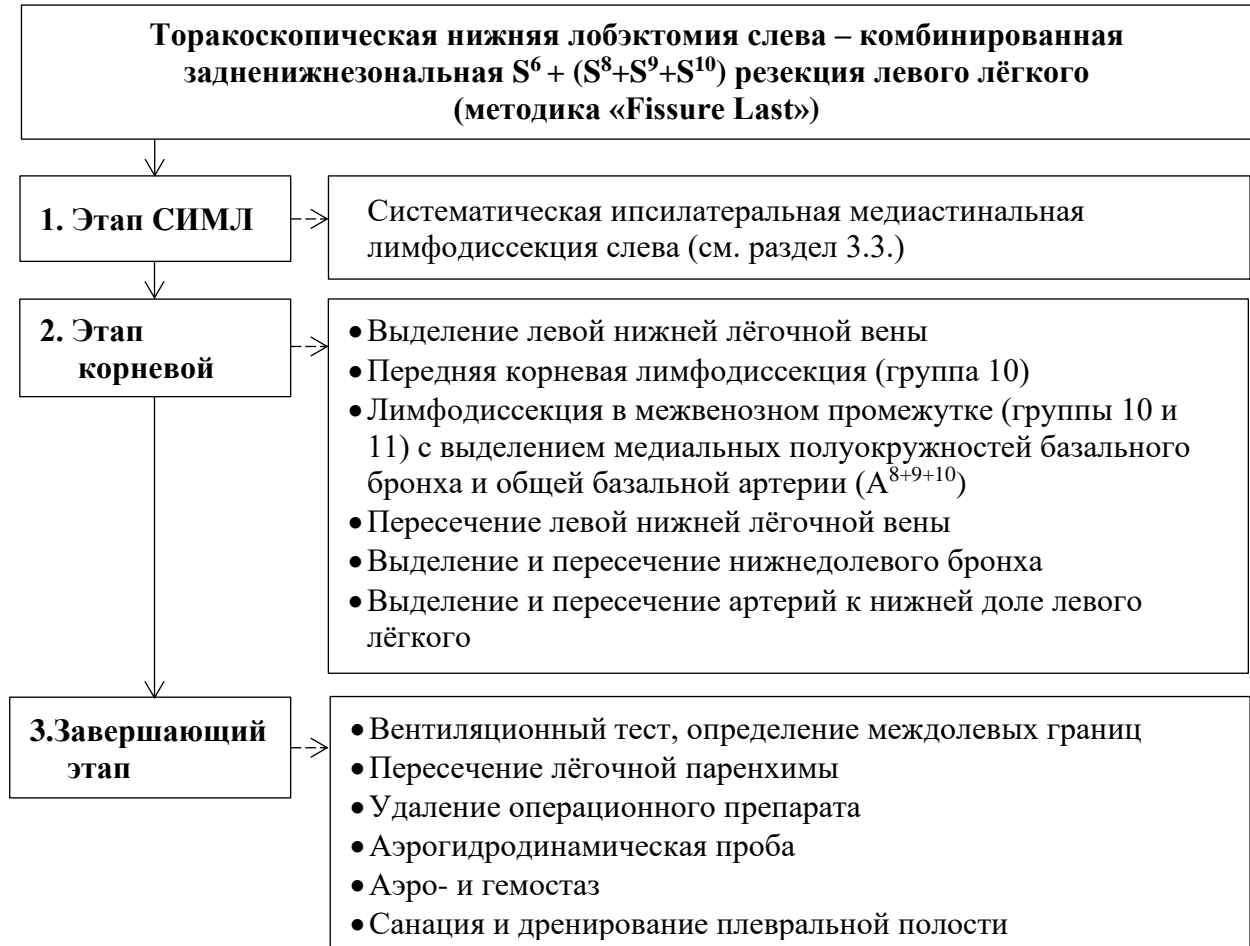 Торакоскопическая нижняя лобэктомия слева – комбинированная
задненижнезональная S⁶ + (S⁸+S⁹+S¹⁰) резекция левого лёгкого
(методика «Fissure Last»)
1. Этап СИМЛ
Систематическая ипсилатеральная медиастинальная
лимфодиссекция слева (см. раздел 3.3.)
2. Этап
корневой
•Выделение левой нижней лёгочной вены
•Передняя корневая лимфодиссекция (группа 10)
•Лимфодиссекция в межвенозном промежутке (группы 10 и
11) с выделением медиальных полуокружностей базального
бронха и общей базальной артерии (A⁸⁺⁹⁺¹⁰)
•Пересечение левой нижней лёгочной вены
•Выделение и пересечение нижнедолевого бронха
•Выделение и пересечение артерий к нижней доле левого
лёгкого
3.Завершающий
этап
•Вентиляционный тест, определение междолевых границ
•Пересечение лёгочной паренхимы
•Удаление операционного препарата
•Аэрогидродинамическая проба
•Аэро- и гемостаз
•Санация и дренирование плевральной полости